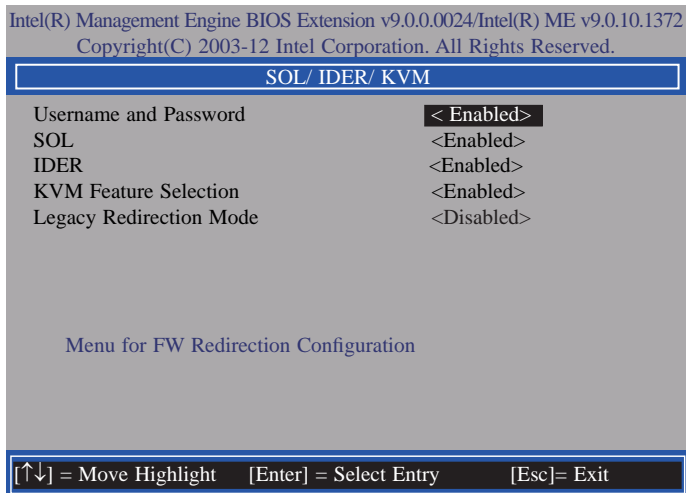 Intel(R) Management Engine BIOS Extension v9.0.0.0024/Intel(R) ME v9.0.10.1372
Copyright(C) 2003-12 Intel Corporation. All Rights Reserved.
SOL/ IDER/ KVM
Username and Password < Enabled>
SOL <Enabled>
IDER <Enabled>
KVM Feature Selection <Enabled>
Legacy Redirection Mode <Disabled>
Menu for FW Redirection Configuration
[↑↓] = Move Highlight [Enter] = Select Entry [Esc]= Exit